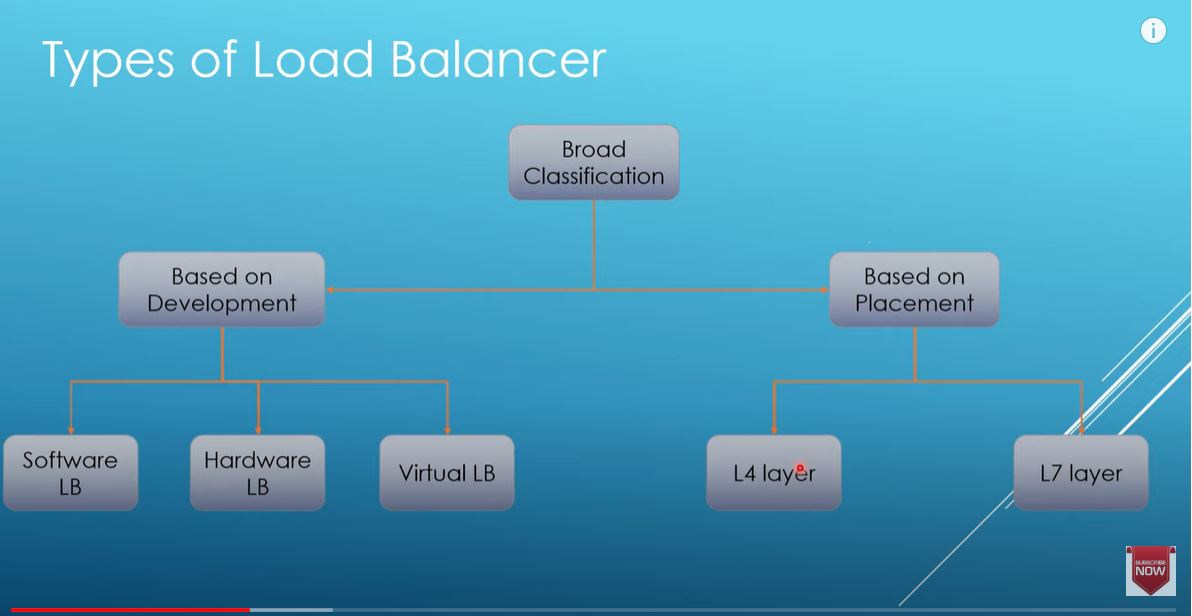 Types of Load Balancer
i
Broad
Classification
Based on
Development
Based on
Placement
Software
LB
Hardware
LB
Virtual LB
L4 layer
L7 layer
SUBSCRIBE
NOW